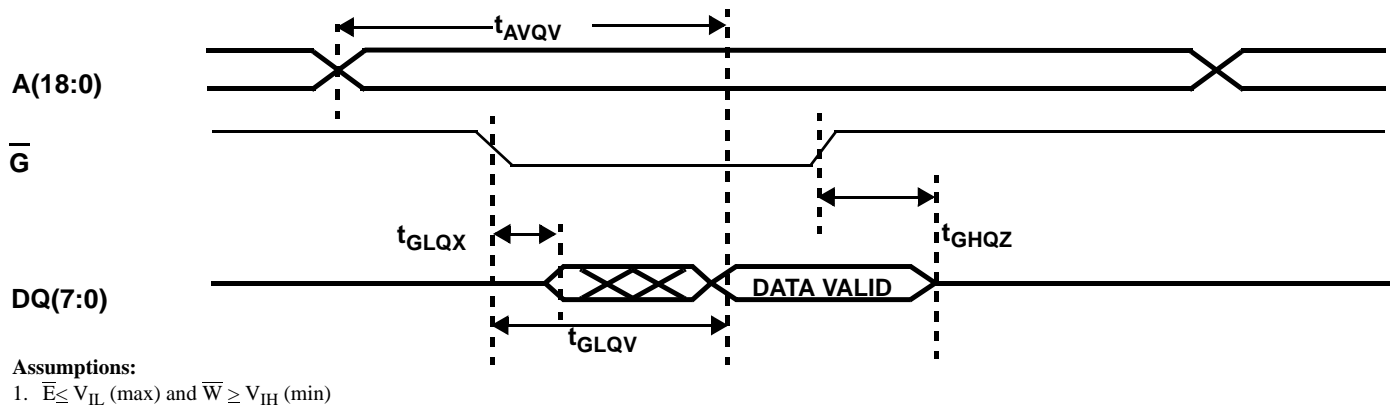 tAVQV
A(18:0)
G̅
tGLQX
tGHQZ
DQ(7:0)
DATA VALID
tGLQV
Assumptions:
1. E̅ ≤ VIL (max) and W̅ ≥ VIH (min)